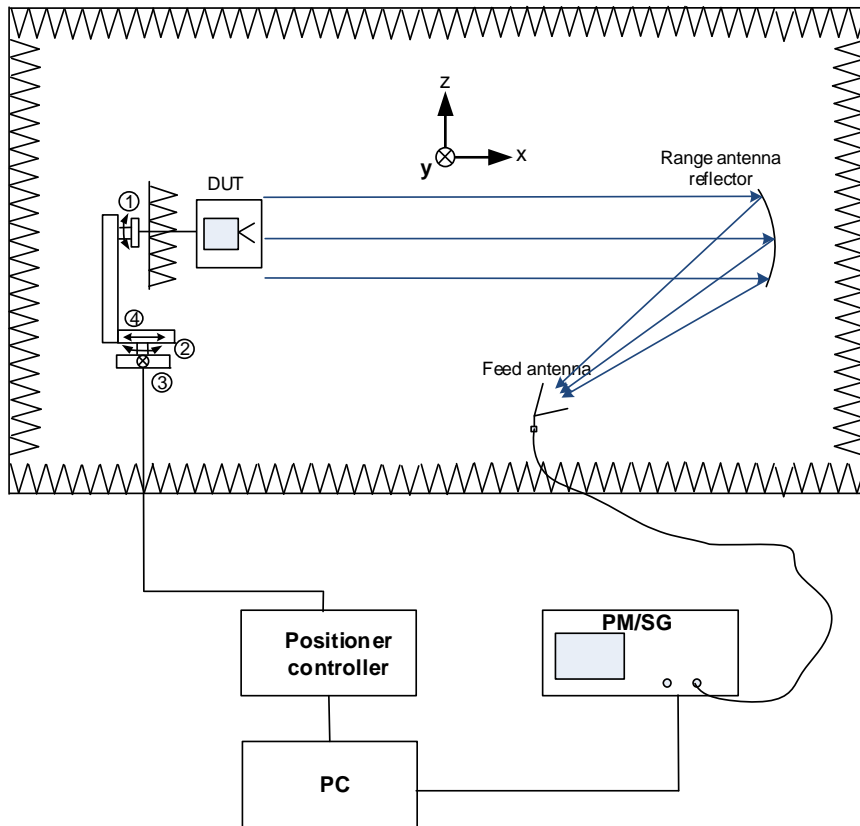 z
x
y
DUT
Range antenna
reflector
①
④
②
③
Feed antenna
PM/SG
Positioner
controller
PC